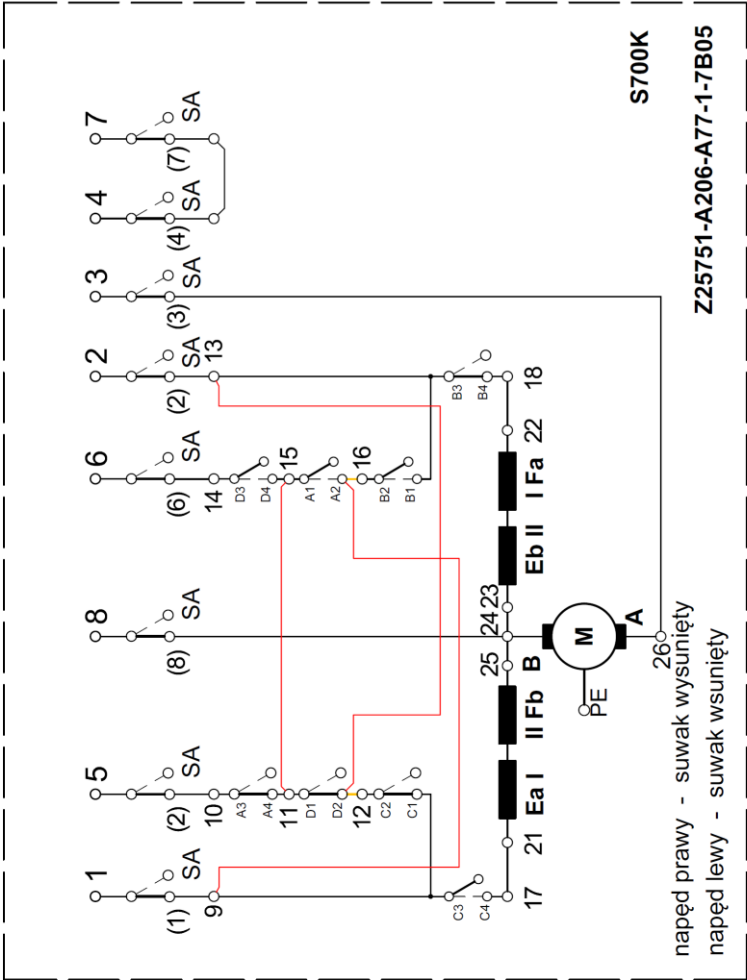 S700K
Z25751-A206-A77-1-7B05
1 5 8 6 2 3 4 7
SA SA SA SA SA SA SA SA
(1) (2) (8) (6) (2) (3) (4) (7)
9 10 14 13
A3 D3
A4 D4
11 15
D1 A1
D2 A2
12 16
C2 B2
C1 B1
C3 B3
C4 B4
17 21 25 24 23 22 18
Ea I II Fb B Eb II I Fa
M
PE A
26
napęd prawy - suwak wysunięty
napęd lewy - suwak wsunięty